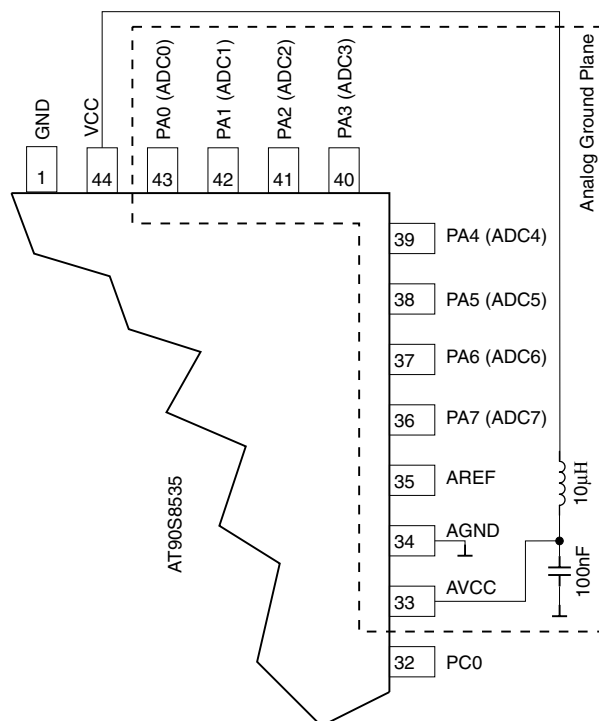 GND
VCC
PA0 (ADC0)
PA1 (ADC1)
PA2 (ADC2)
PA3 (ADC3)
Analog Ground Plane
1
44
43
42
41
40
39
PA4 (ADC4)
38
PA5 (ADC5)
37
PA6 (ADC6)
36
PA7 (ADC7)
35
AREF
10μH
34
AGND
AT90S8535
100nF
33
AVCC
32
PC0